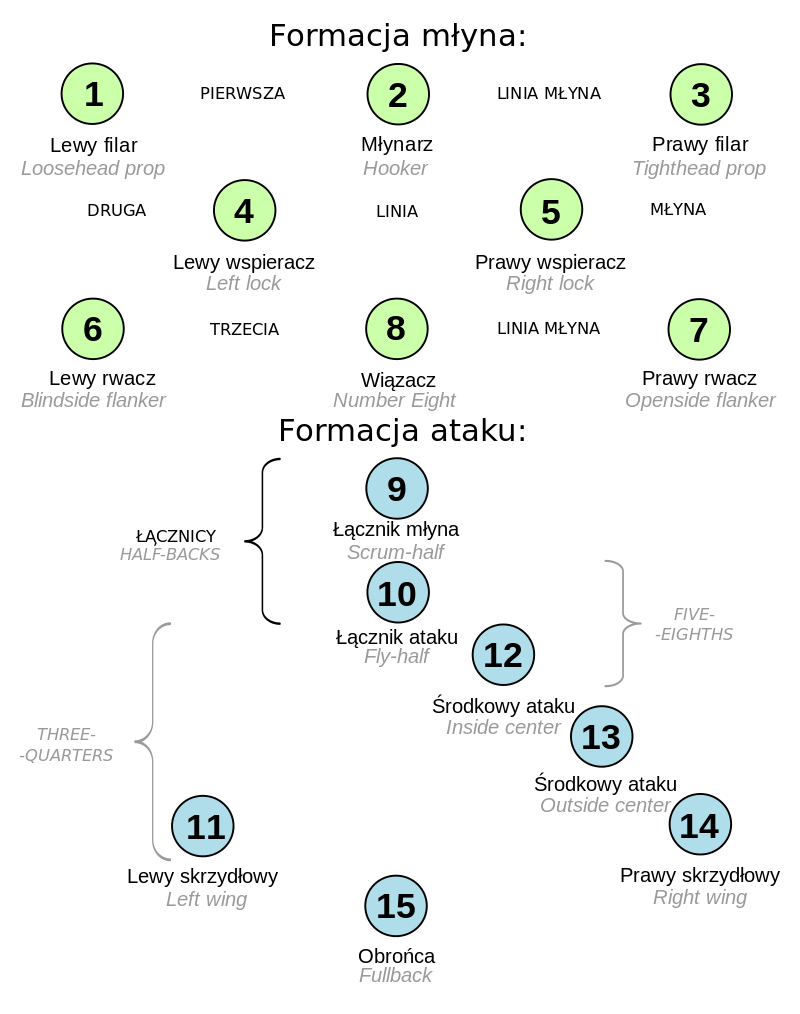 Formacja młyna:
1 PIERWSZA 2 LINIA MŁYNA 3
Lewy filar Młynarz Prawy filar
Loosehead prop Hooker Tighthead prop
DRUGA 4 LINIA 5 MŁYNA
Lewy wspieracz Prawy wspieracz
Left lock Right lock
6 TRZECIA 8 LINIA MŁYNA 7
Lewy rwacz Wiązacz Prawy rwacz
Blindside flanker Number Eight Openside flanker
Formacja ataku:
9
Łącznik młyna
Scrum-half
ŁĄCZNICY
HALF-BACKS
10
Łącznik ataku
Fly-half
FIVE-
-EIGHTHS
12
Środkowy ataku
Inside center
THREE-
-QUARTERS
13
Środkowy ataku
Outside center
11 14
Lewy skrzydłowy Prawy skrzydłowy
Left wing Right wing
15
Obrońca
Fullback